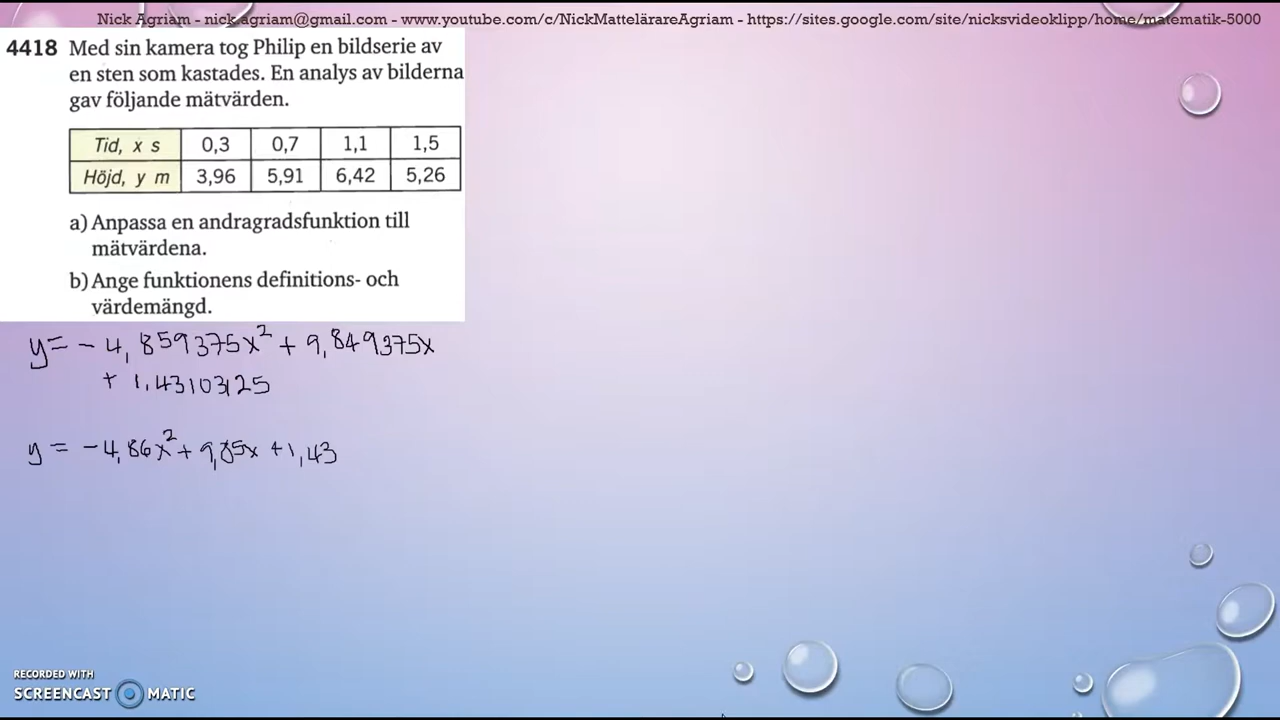 Nick Agriam - nick.agriam@gmail.com - www.youtube.com/c/NickMattelärareAgriam - https://sites.google.com/site/nicksvideoklipp/home/matematik-5000
4418 Med sin kamera tog Philip en bildserie av
en sten som kastades. En analys av bilderna
gav följande mätvärden.
Tid, x s 0,3 0,7 1,1 1,5
Höjd, y m 3,96 5,91 6,42 5,26
a) Anpassa en andragradsfunktion till
mätvärdena.
b) Ange funktionens definitions- och
värdemängd.
y = - 4,859375x² + 9,849375x
+ 1,43103125
y = -4,86x² + 9,85x + 1,43
RECORDED WITH
SCREENCAST MATIC